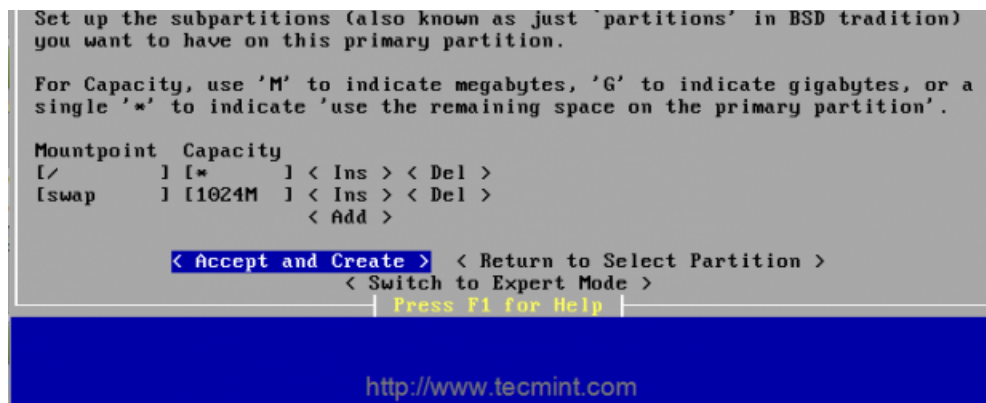 Set up the subpartitions (also known as just `partitions' in BSD tradition)
you want to have on this primary partition.
For Capacity, use 'M' to indicate megabytes, 'G' to indicate gigabytes, or a
single '*' to indicate 'use the remaining space on the primary partition'.
Mountpoint Capacity
[/ ] [* ] < Ins > < Del >
[swap ] [1024M ] < Ins > < Del >
< Add >
< Accept and Create > < Return to Select Partition >
< Switch to Expert Mode >
Press F1 for Help
http://www.tecmint.com